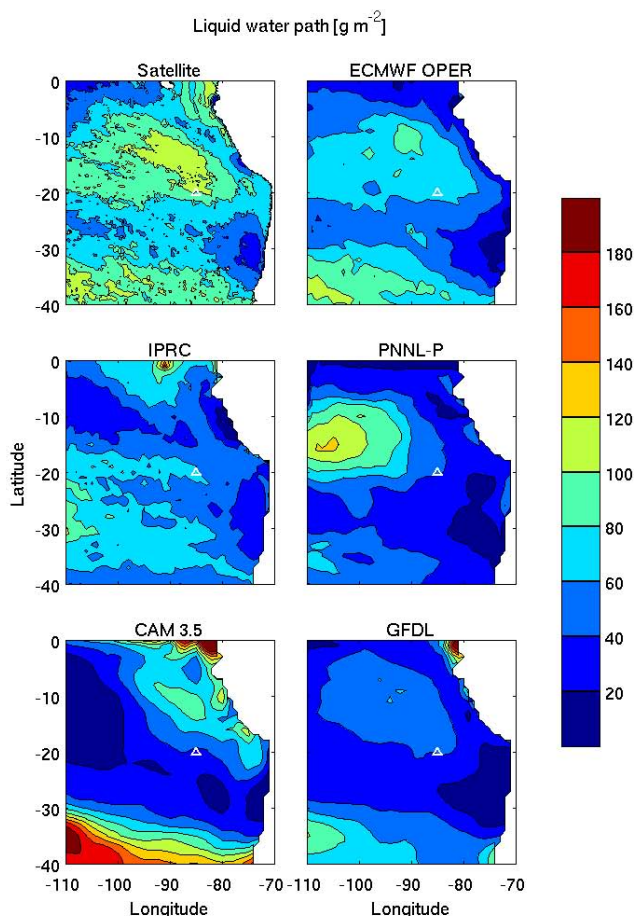 Liquid water path [g m-2]
Satellite
ECMWF OPER
0
-10
-20
-30
-40
IPRC
PNNL-P
0
-10
-20
-30
-40
Latitude
CAM 3.5
GFDL
0
-10
-20
-30
-40
-110 -100 -90 -80 -70
-110 -100 -90 -80 -70
Longitude
Longitude
180
160
140
120
100
80
60
40
20